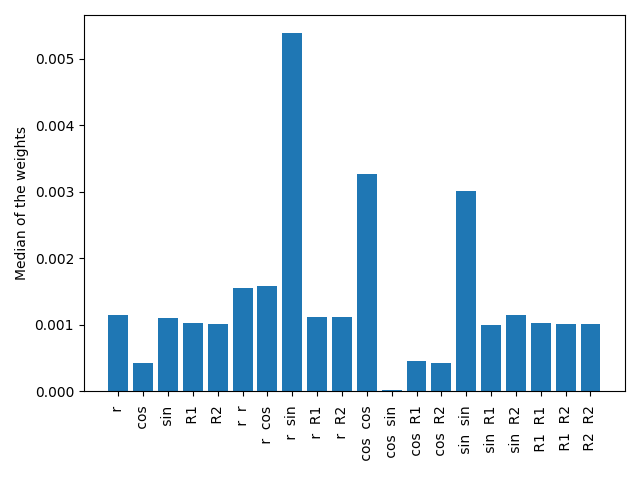 Median of the weights
0.005
0.004
0.003
0.002
0.001
0.000
r
cos
sin
R1
R2
r r
r cos
r sin
r R1
r R2
cos cos
cos sin
cos R1
cos R2
sin sin
sin R1
sin R2
R1 R1
R1 R2
R2 R2